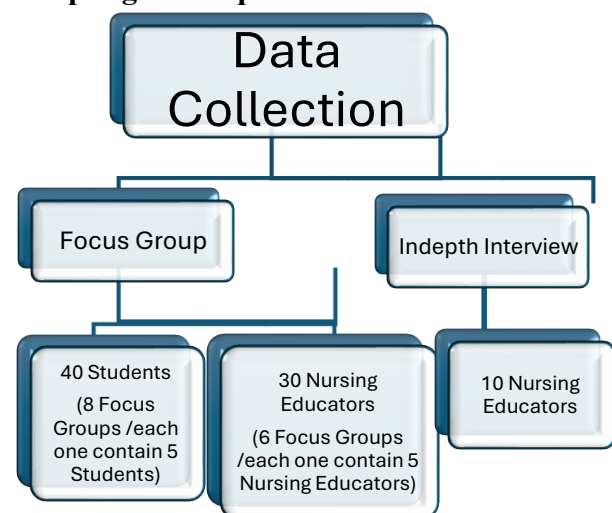 Data
Collection
Focus Group
Indepth Interview
40 Students
(8 Focus
Groups /each
one contain 5
Students)
30 Nursing
Educators
(6 Focus Groups
/each one contain 5
Nursing Educators)
10 Nursing
Educators